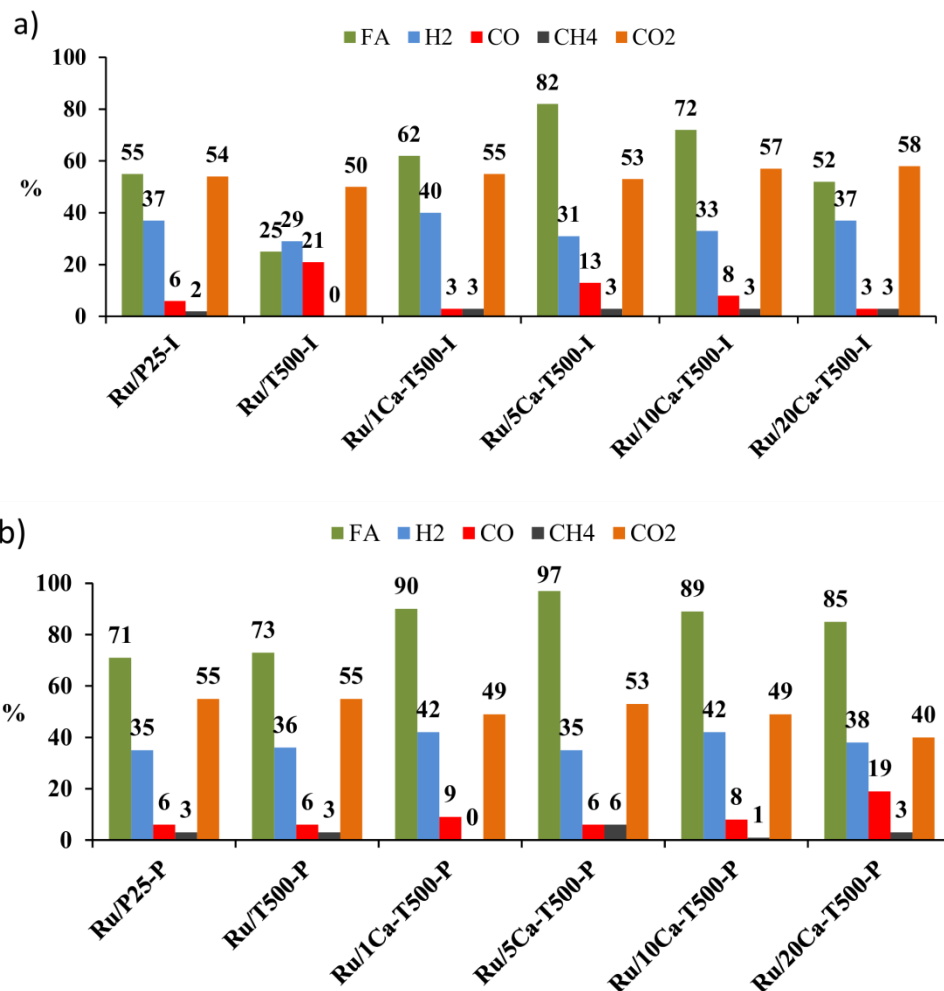 a)
FA H2 CO CH4 CO2
100
80
60
40
20
0
%
55 37 6 2 54
25 29 21 0 50
62 40 3 3 55
82 31 13 3 53
72 33 8 3 57
52 37 3 3 58
Ru/P25-I
Ru/T500-I
Ru/1Ca-T500-I
Ru/5Ca-T500-I
Ru/10Ca-T500-I
Ru/20Ca-T500-I
b)
FA H2 CO CH4 CO2
100
80
60
40
20
0
%
71 35 6 3 55
73 36 6 3 55
90 42 9 0 49
97 35 6 6 53
89 42 8 1 49
85 38 19 3 40
Ru/P25-P
Ru/T500-P
Ru/1Ca-T500-P
Ru/5Ca-T500-P
Ru/10Ca-T500-P
Ru/20Ca-T500-P